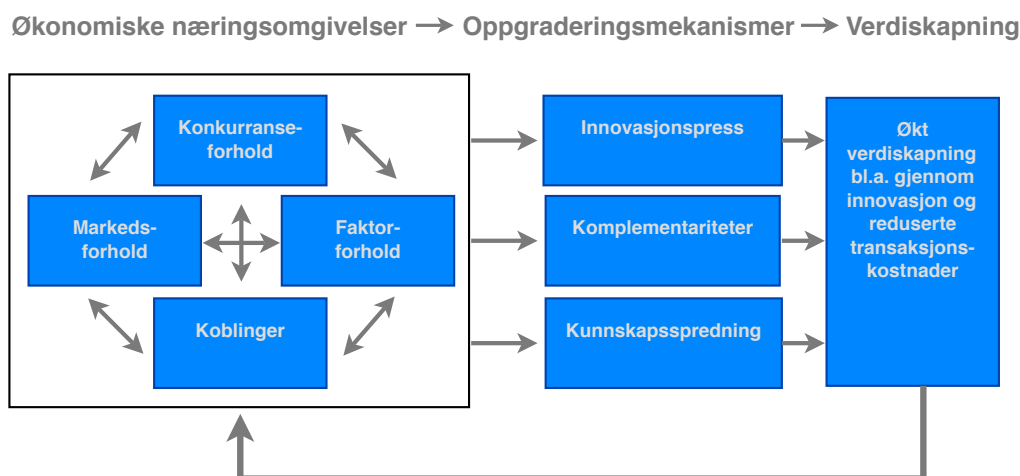 Økonomiske næringsomgivelser → Oppgraderingsmekanismer → Verdiskapning
Konkurranse-
forhold
Markeds-
forhold
Faktor-
forhold
Koblinger
Innovasjonspress
Komplementariteter
Kunnskapsspredning
Økt
verdiskapning
bl.a. gjennom
innovasjon og
reduserte
transaksjons-
kostnader